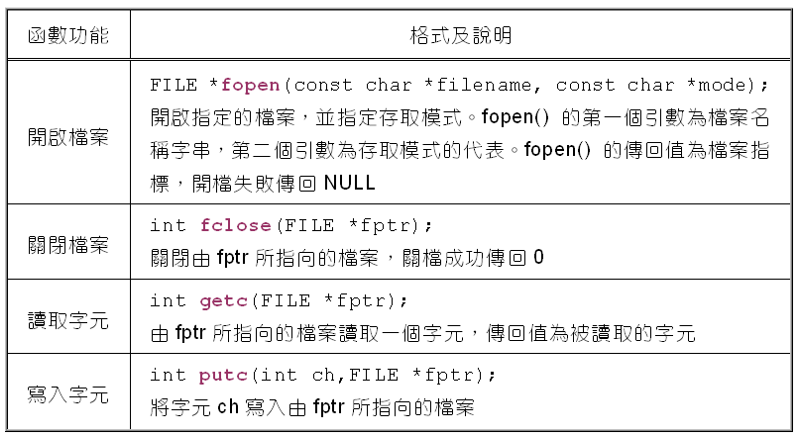 函數功能 格式及說明
開啟檔案
FILE *fopen(const char *filename, const char *mode);
開啟指定的檔案，並指定存取模式。fopen() 的第一個引數為檔案名
稱字串，第二個引數為存取模式的代表。fopen() 的傳回值為檔案指
標，開檔失敗傳回 NULL
關閉檔案
int fclose(FILE *fptr);
關閉由 fptr 所指向的檔案，關檔成功傳回 0
讀取字元
int getc(FILE *fptr);
由 fptr 所指向的檔案讀取一個字元，傳回值為被讀取的字元
寫入字元
int putc(int ch,FILE *fptr);
將字元 ch 寫入由 fptr 所指向的檔案